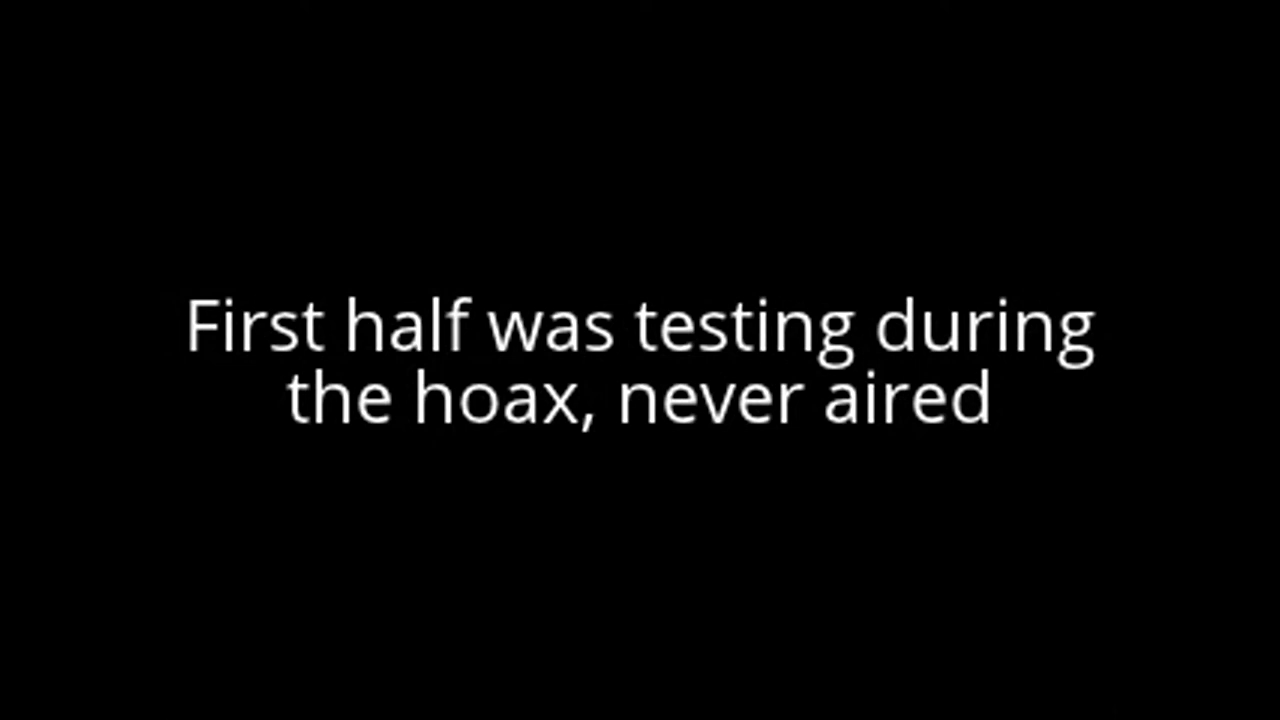 First half was testing during
the hoax, never aired